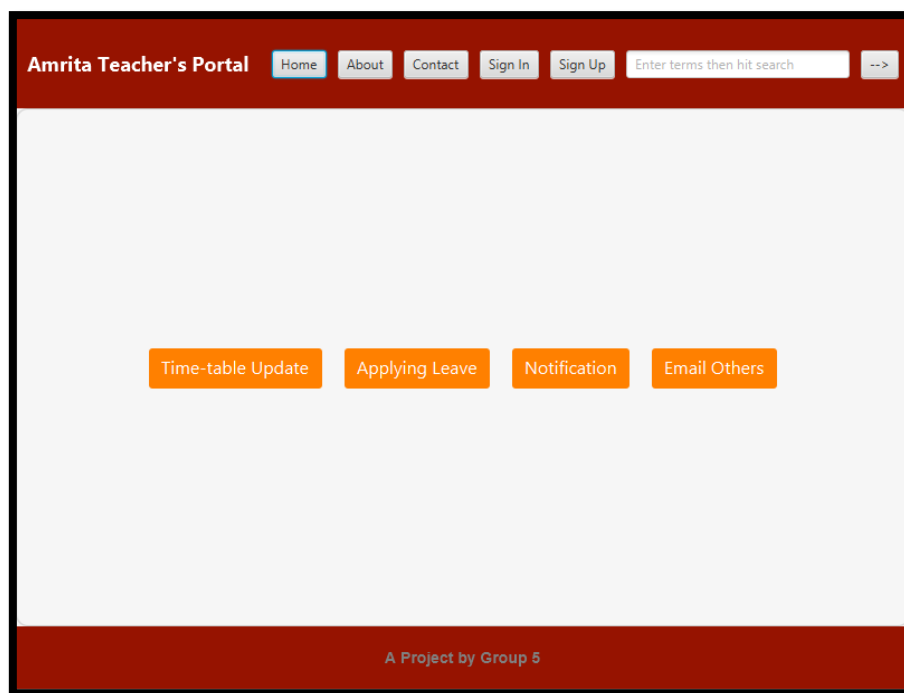 Amrita Teacher's Portal Home About Contact Sign In Sign Up Enter terms then hit search -->
Time-table Update Applying Leave Notification Email Others
A Project by Group 5